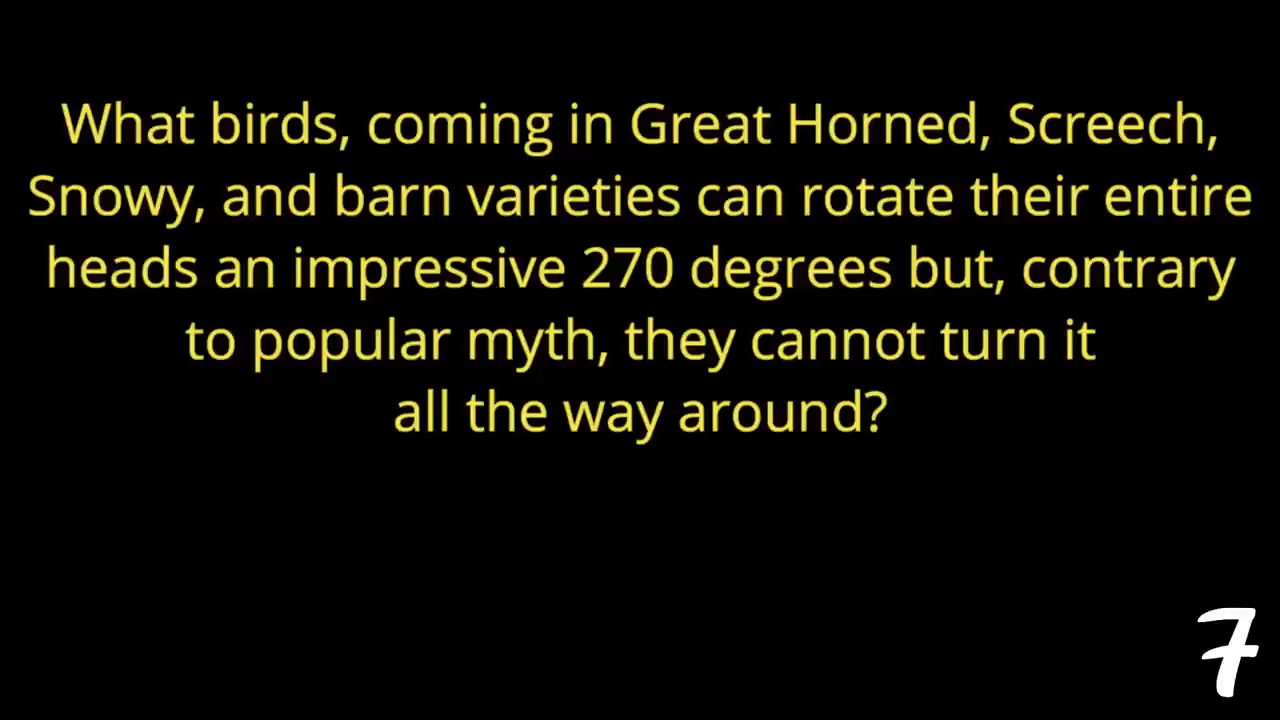 What birds, coming in Great Horned, Screech,
Snowy, and barn varieties can rotate their entire
heads an impressive 270 degrees but, contrary
to popular myth, they cannot turn it
all the way around?
7